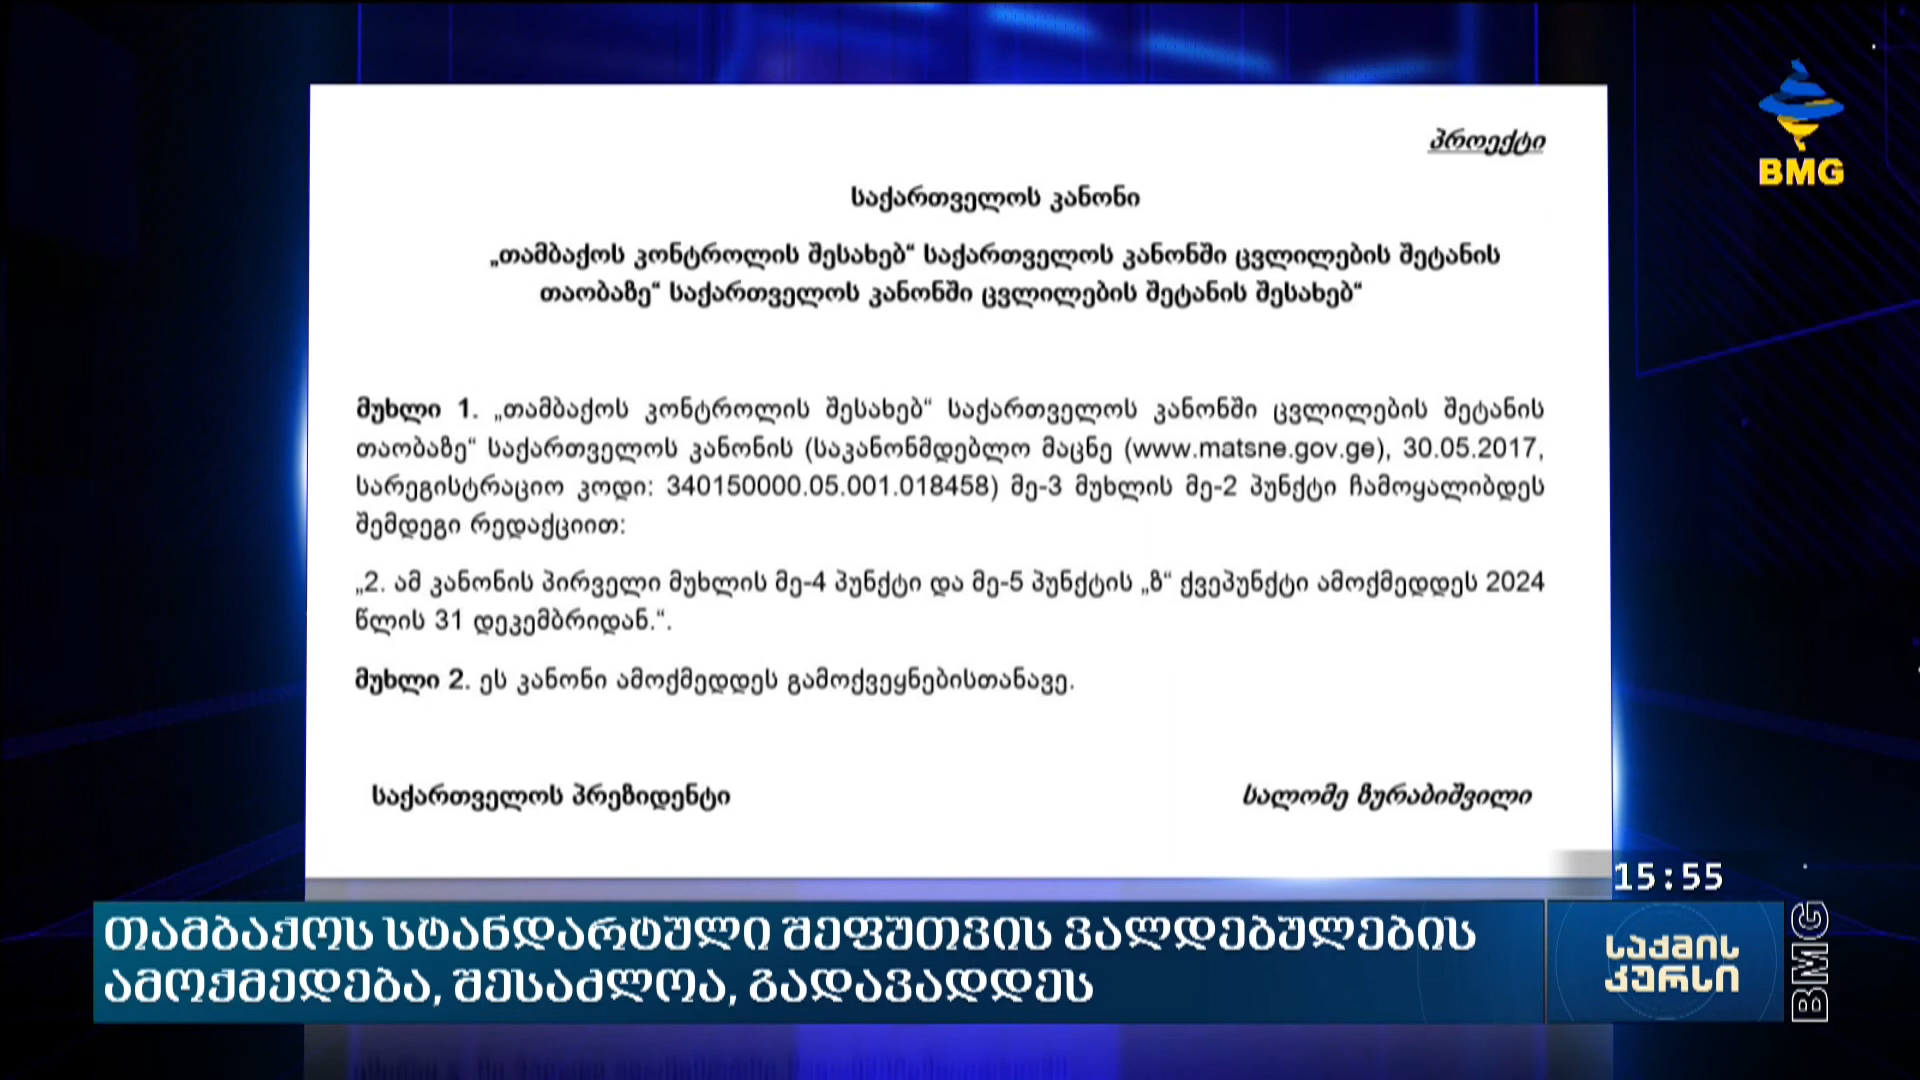 პროექტი
BMG
საქართველოს კანონი
„თამბაქოს კონტროლის შესახებ“ საქართველოს კანონში ცვლილების შეტანის
თაობაზე“ საქართველოს კანონში ცვლილების შეტანის შესახებ“
მუხლი 1. „თამბაქოს კონტროლის შესახებ“ საქართველოს კანონში ცვლილების შეტანის
თაობაზე“ საქართველოს კანონის (საკანონმდებლო მაცნე (www.matsne.gov.ge), 30.05.2017,
სარეგისტრაციო კოდი: 340150000.05.001.018458) მე-3 მუხლის მე-2 პუნქტი ჩამოყალიბდეს
შემდეგი რედაქციით:
„2. ამ კანონის პირველი მუხლის მე-4 პუნქტი და მე-5 პუნქტის „ზ“ ქვეპუნქტი ამოქმედდეს 2024
წლის 31 დეკემბრიდან.“.
მუხლი 2. ეს კანონი ამოქმედდეს გამოქვეყნებისთანავე.
საქართველოს პრეზიდენტი
სალომე ზურაბიშვილი
15:55
თამბაქოს სტანდარტული შეფუთვის ვალდებულების
ამოქმედება, შესაძლოა, გადავადდეს
საქმის
კურსი
BMG